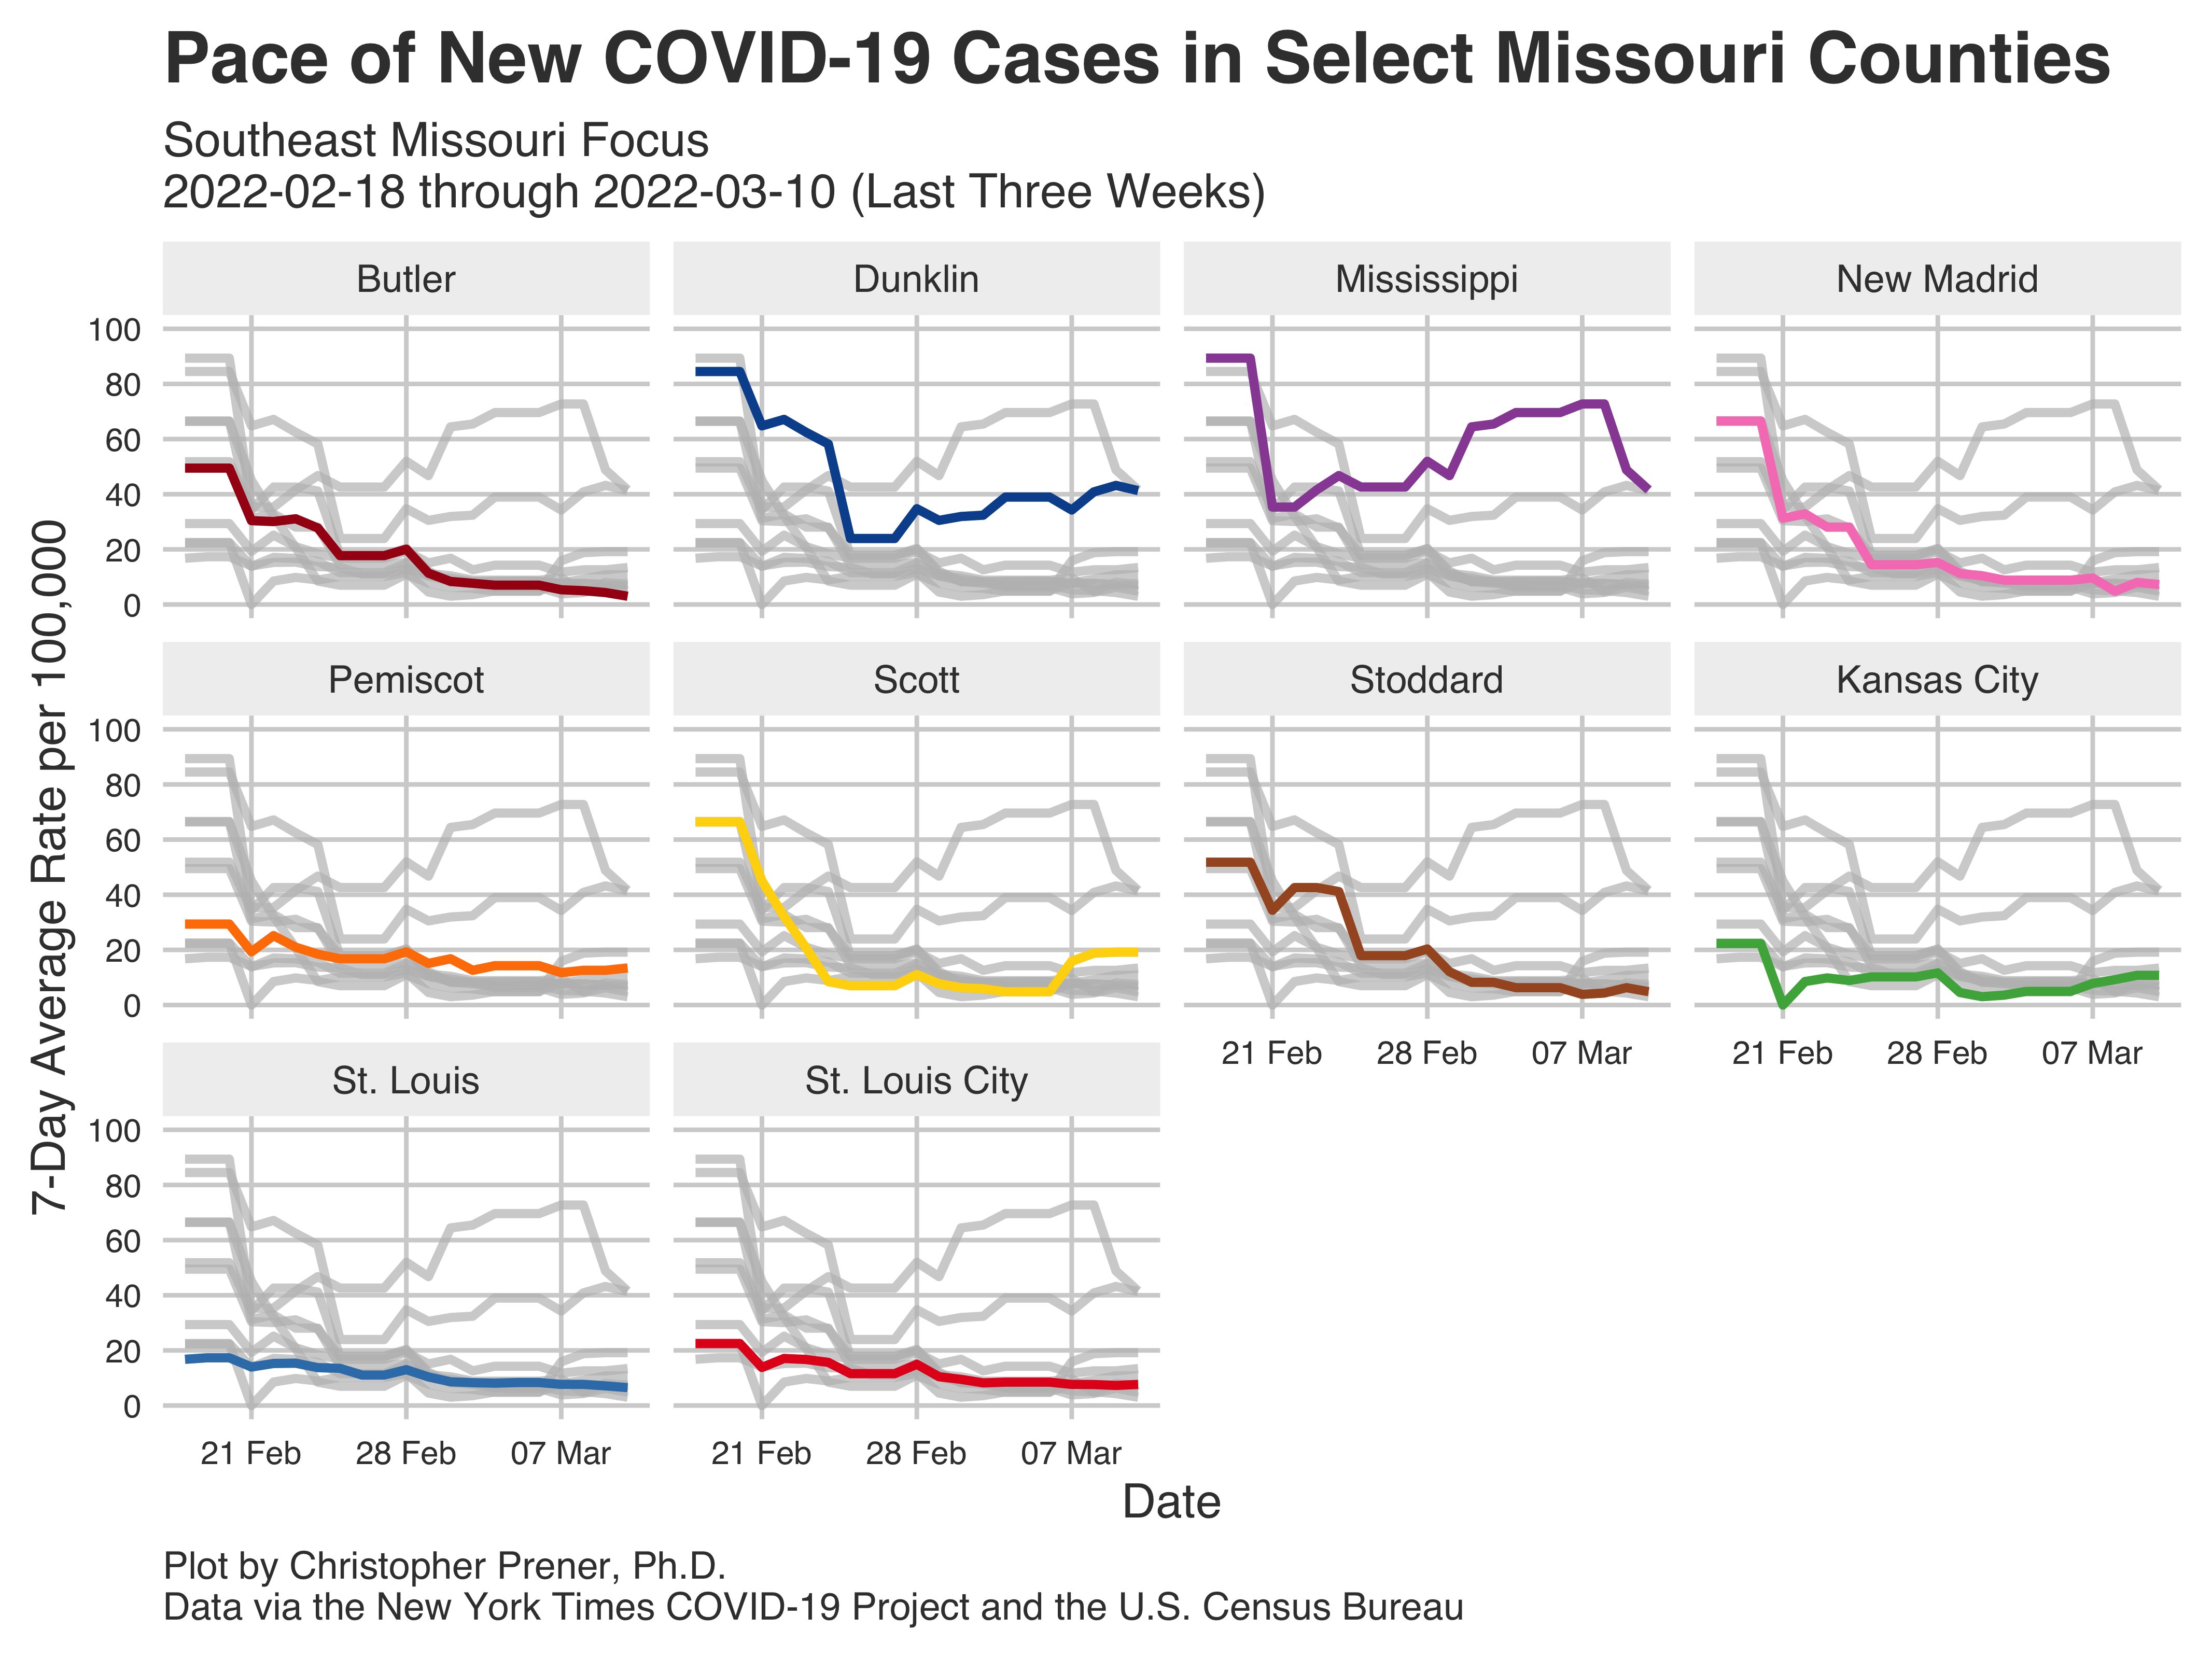 Pace of New COVID-19 Cases in Select Missouri Counties
Southeast Missouri Focus
2022-02-18 through 2022-03-10 (Last Three Weeks)
7-Day Average Rate per 100,000
Butler
Dunklin
Mississippi
New Madrid
100
80
60
40
20
0
Pemiscot
Scott
Stoddard
Kansas City
100
80
60
40
20
0
21 Feb
28 Feb
07 Mar
21 Feb
28 Feb
07 Mar
St. Louis
St. Louis City
100
80
60
40
20
0
21 Feb
28 Feb
07 Mar
21 Feb
28 Feb
07 Mar
Date
Plot by Christopher Prener, Ph.D.
Data via the New York Times COVID-19 Project and the U.S. Census Bureau